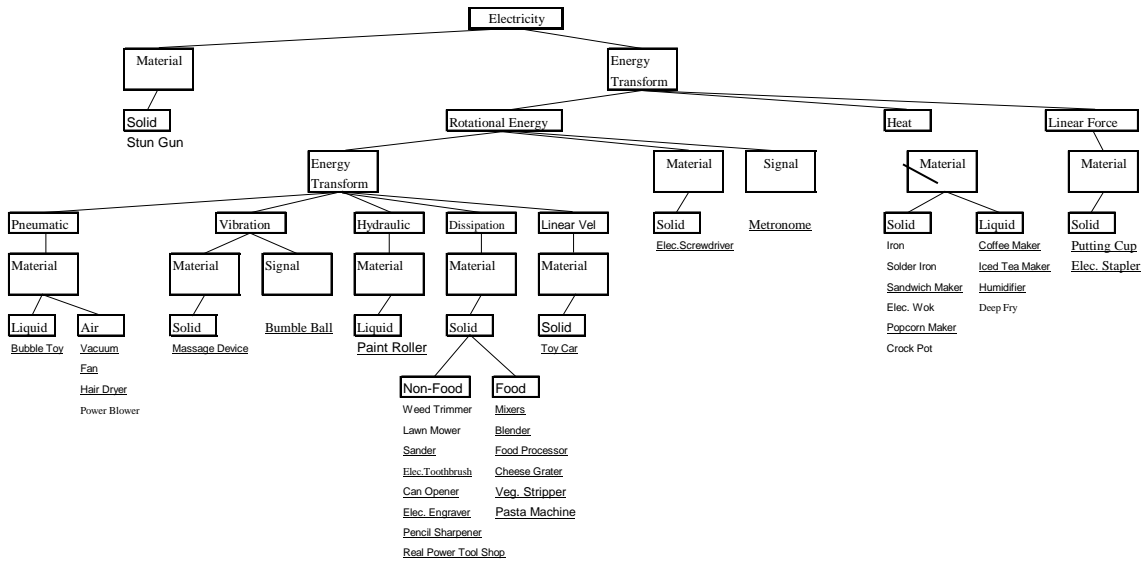 Electricity
Material
Energy
Transform
Solid
Stun Gun
Rotational Energy
Heat
Linear Force
Energy
Transform
Material
Signal
Material
Material
Pneumatic
Vibration
Hydraulic
Dissipation
Linear Vel
Solid
Elec.Screwdriver
Metronome
Solid
Iron
Solder Iron
Sandwich Maker
Elec. Wok
Popcorn Maker
Crock Pot
Liquid
Coffee Maker
Iced Tea Maker
Humidifier
Deep Fry
Solid
Putting Cup
Elec. Stapler
Material
Material
Signal
Material
Material
Material
Liquid
Bubble Toy
Air
Vacuum
Fan
Hair Dryer
Power Blower
Solid
Massage Device
Bumble Ball
Liquid
Paint Roller
Solid
Solid
Toy Car
Non-Food
Weed Trimmer
Lawn Mower
Sander
Elec.Toothbrush
Can Opener
Elec. Engraver
Pencil Sharpener
Real Power Tool Shop
Food
Mixers
Blender
Food Processor
Cheese Grater
Veg. Stripper
Pasta Machine